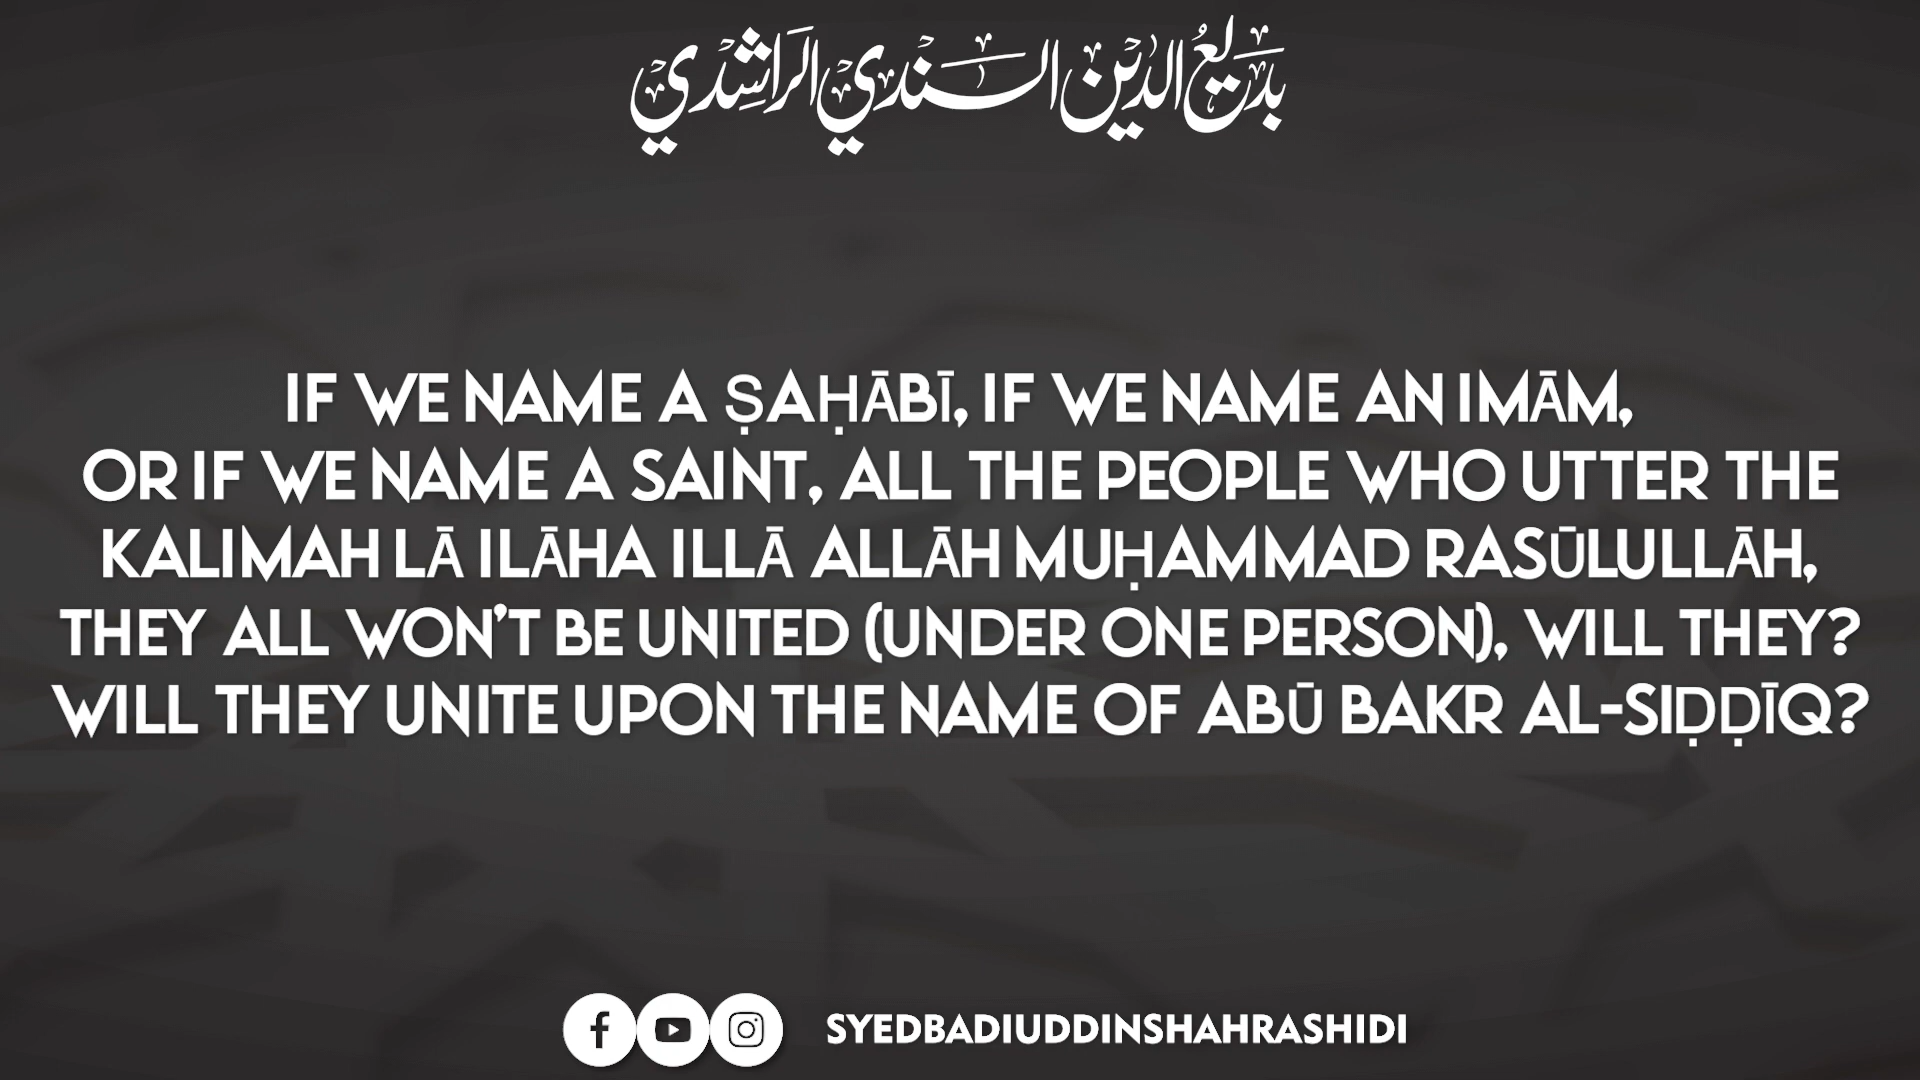 بديع الدين السندي الراشدي
IF WE NAME A ṢAḤĀBĪ, IF WE NAME AN IMĀM,
OR IF WE NAME A SAINT, ALL THE PEOPLE WHO UTTER THE
KALIMAH LĀ ILĀHA ILLĀ ALLĀH MUḤAMMAD RASŪLULLĀH,
THEY ALL WON'T BE UNITED (UNDER ONE PERSON), WILL THEY?
WILL THEY UNITE UPON THE NAME OF ABŪ BAKR AL-SIḌḌĪQ?
SYEDBADIUDDINSHAHRASHIDI